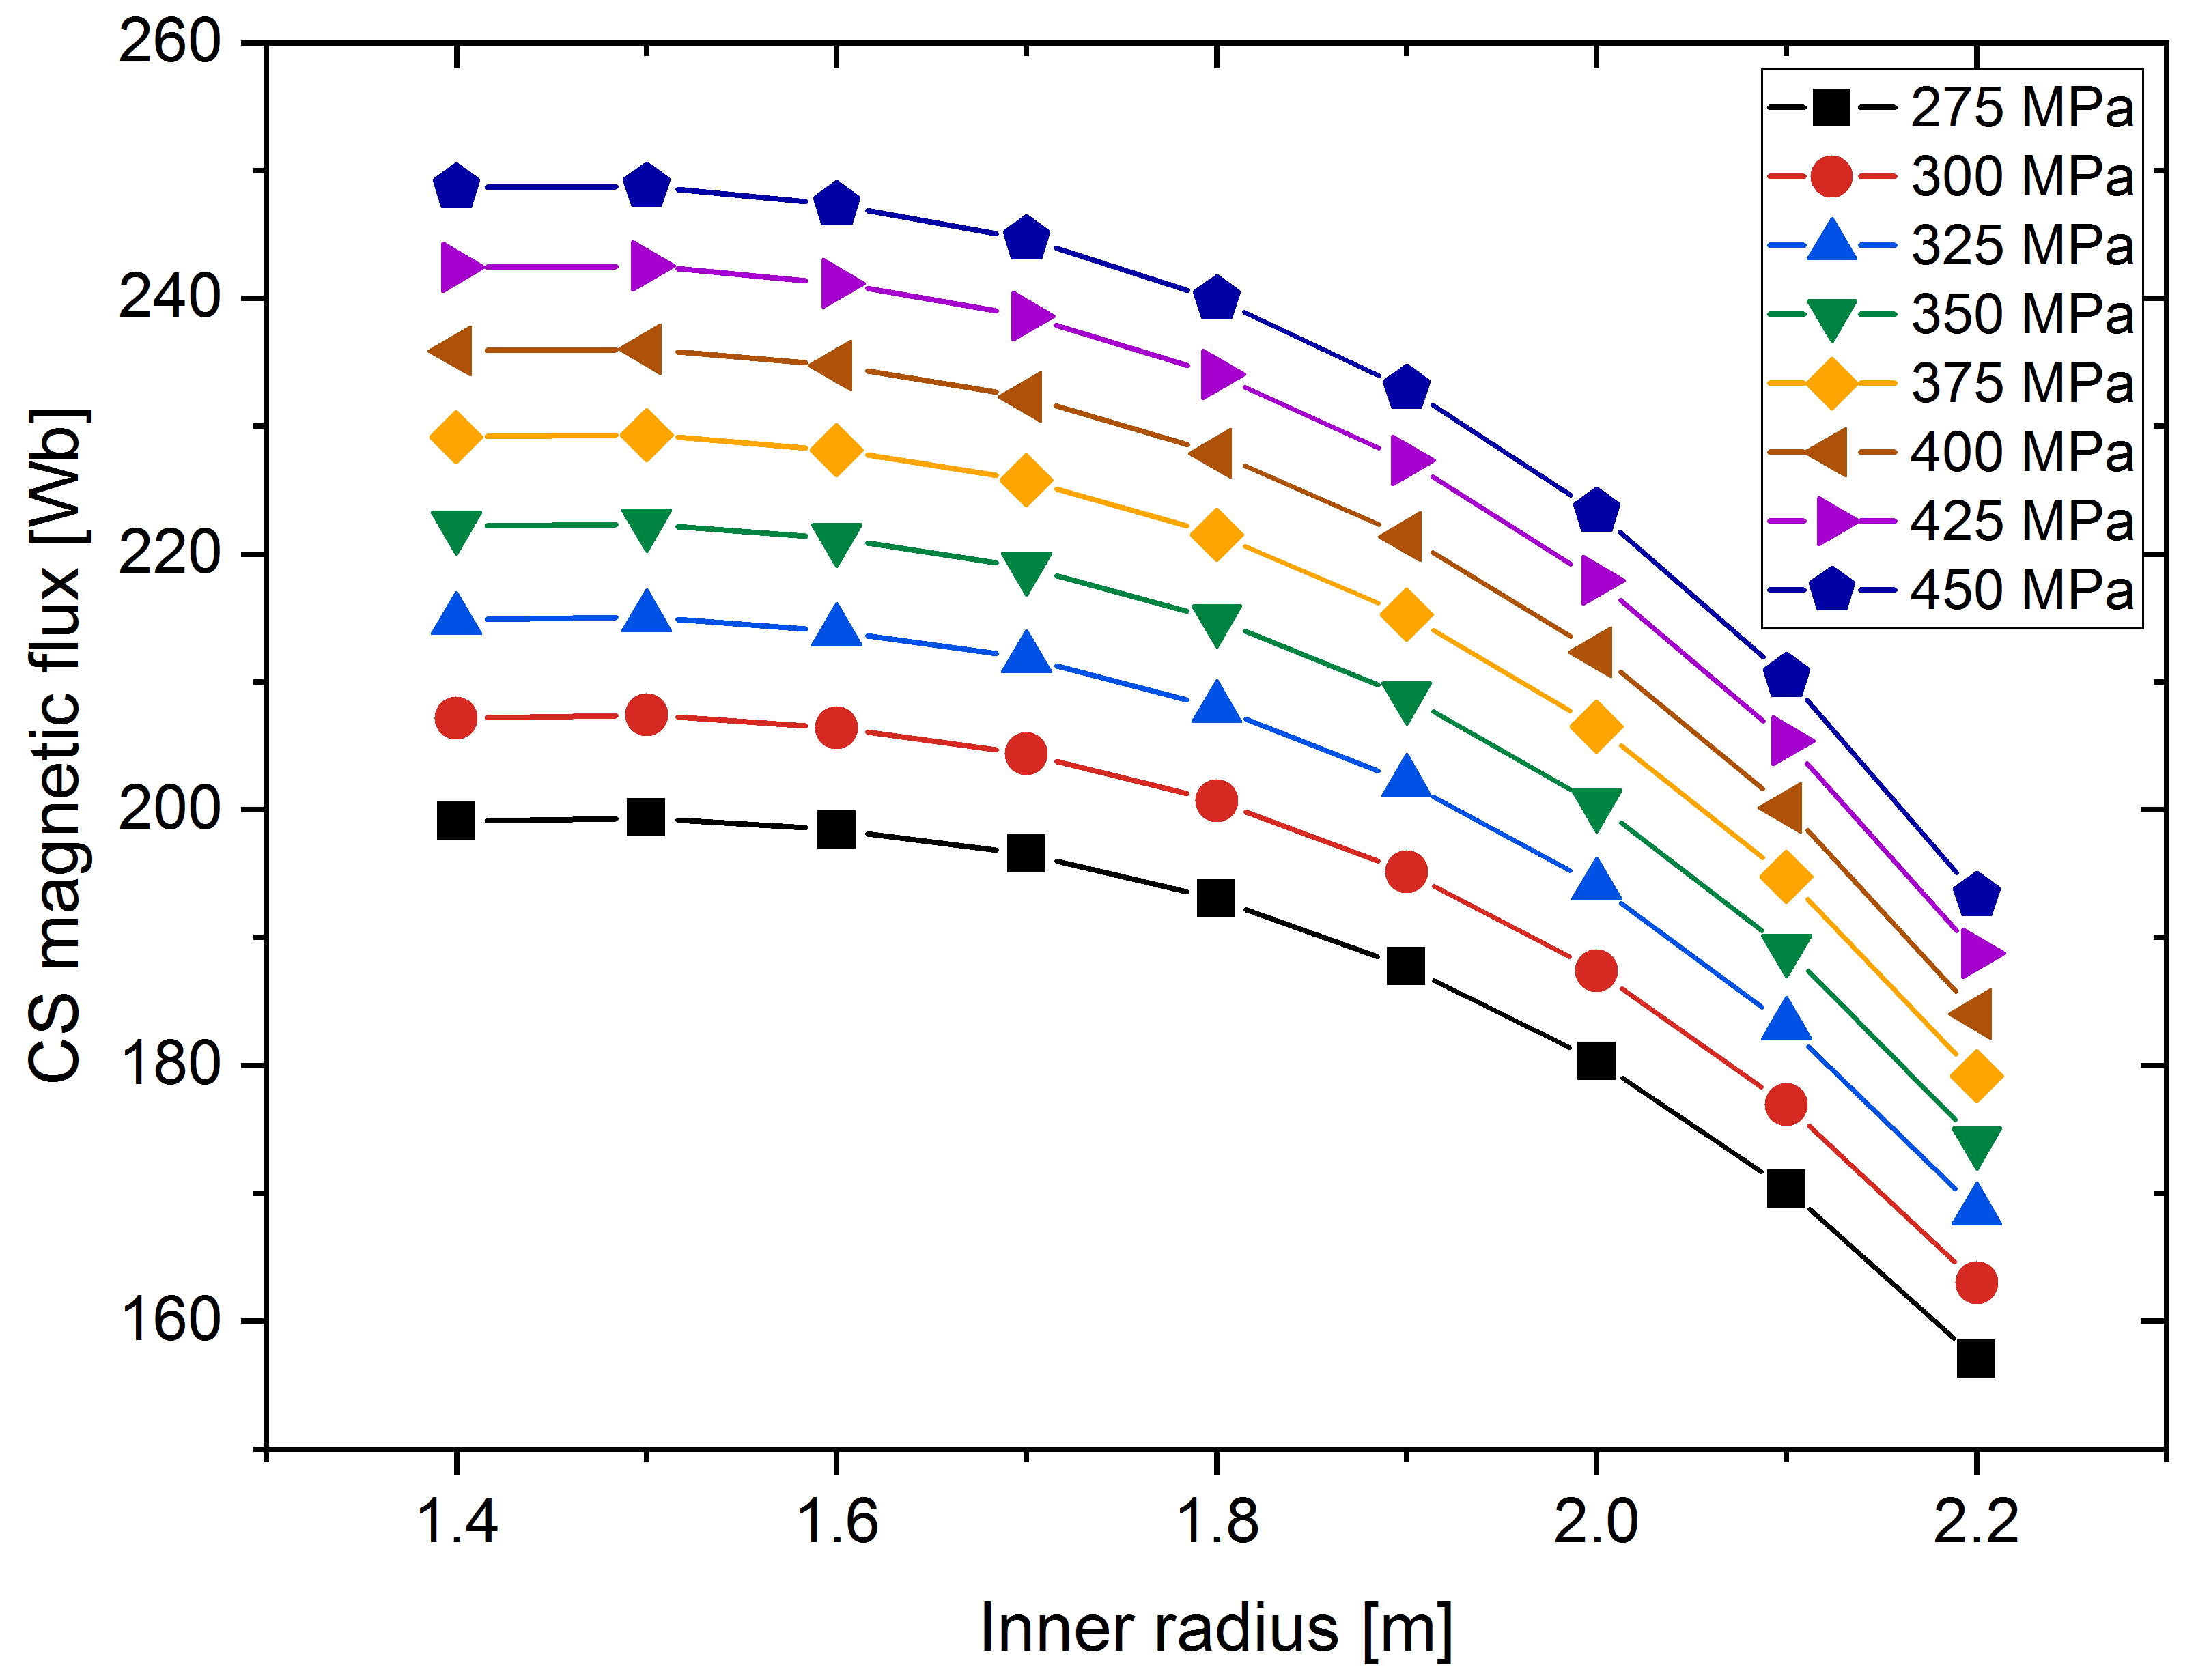 260
240
220
200
180
160
CS magnetic flux [Wb]
275 MPa
300 MPa
325 MPa
350 MPa
375 MPa
400 MPa
425 MPa
450 MPa
1.4
1.6
1.8
2.0
2.2
Inner radius [m]